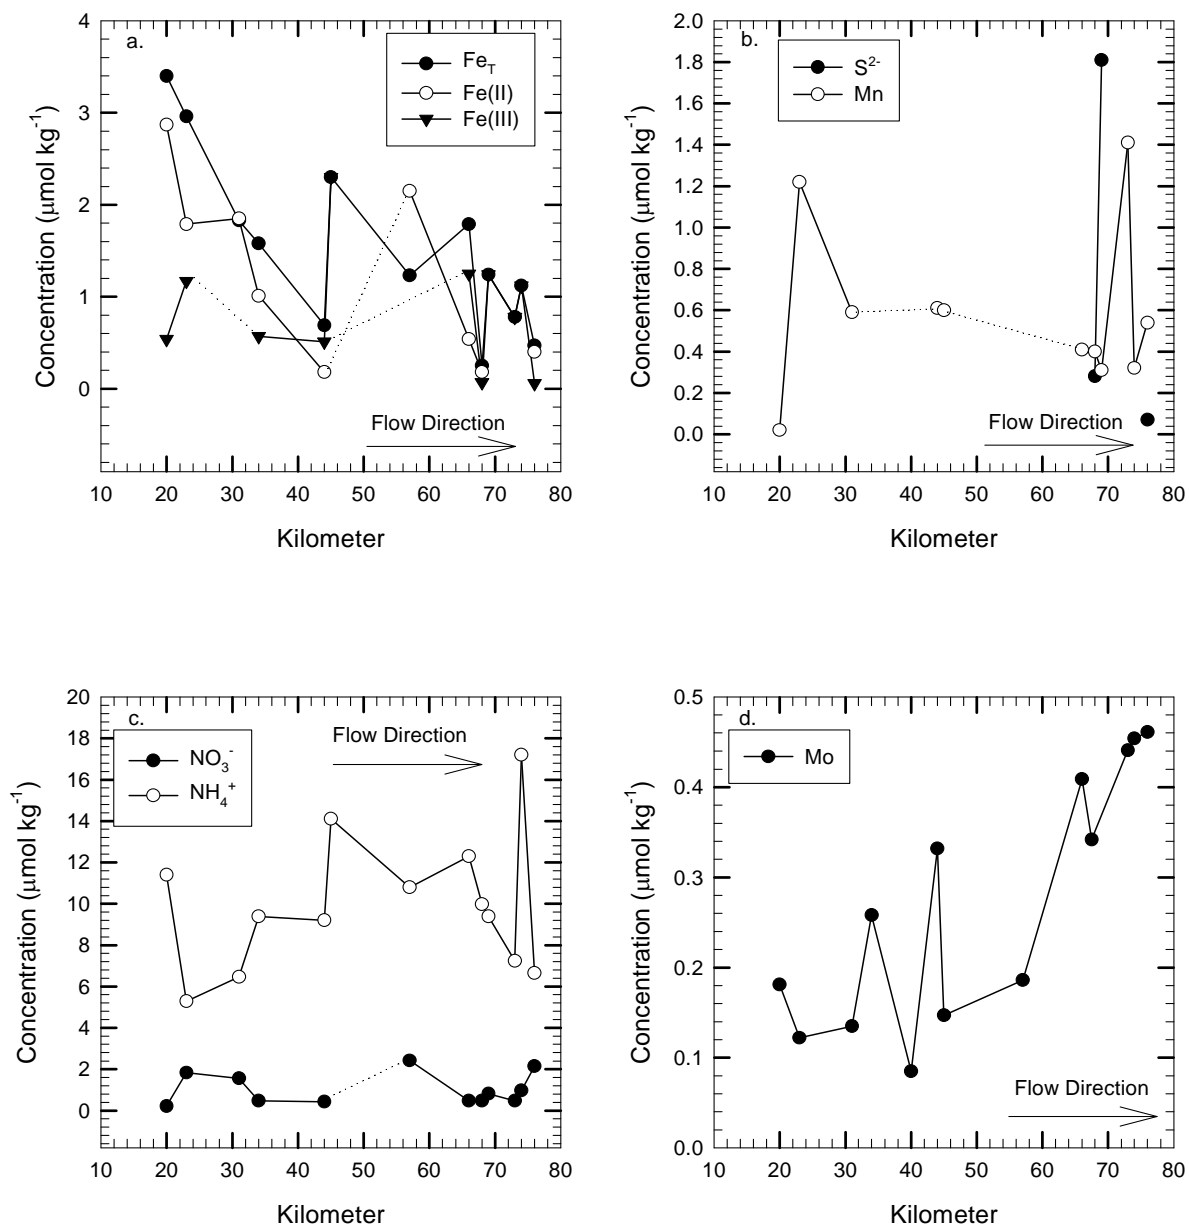 a.
Fe_T
Fe(II)
Fe(III)
4
3
2
1
0
Concentration (μmol kg⁻¹)
Flow Direction
10 20 30 40 50 60 70 80
Kilometer
b.
S²⁻
Mn
2.0
1.8
1.6
1.4
1.2
1.0
0.8
0.6
0.4
0.2
0.0
Concentration (μmol kg⁻¹)
Flow Direction
10 20 30 40 50 60 70 80
Kilometer
c.
NO₃⁻
NH₄⁺
Flow Direction
20
18
16
14
12
10
8
6
4
2
0
Concentration (μmol kg⁻¹)
10 20 30 40 50 60 70 80
Kilometer
d.
Mo
0.5
0.4
0.3
0.2
0.1
0.0
Concentration (μmol kg⁻¹)
Flow Direction
10 20 30 40 50 60 70 80
Kilometer